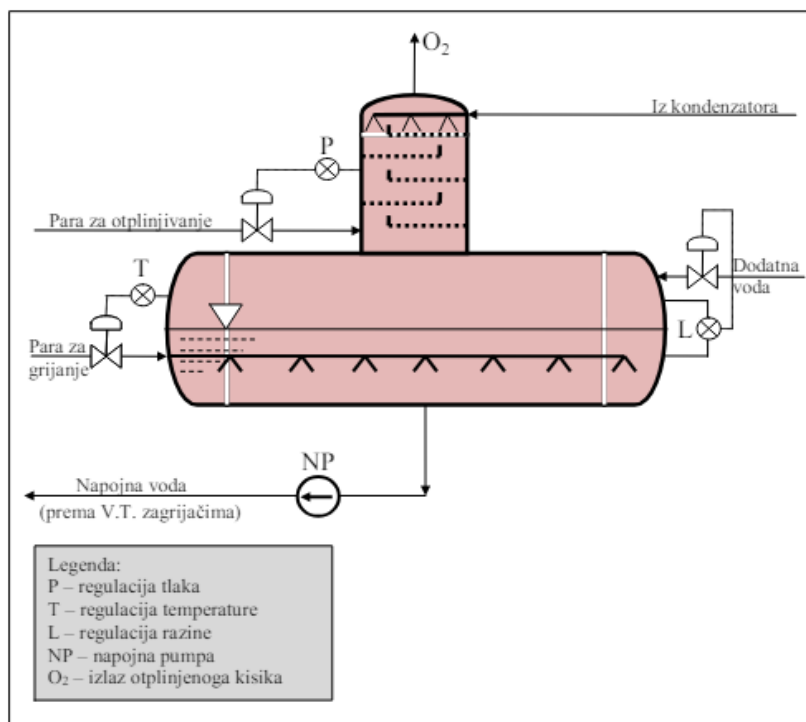 O₂
Iz kondenzatora
P
Para za otplinjivanje
T
Dodatna
voda
L
Para za
grijanje
NP
Napojna voda
(prema V.T. zagrijačima)
Legenda:
P – regulacija tlaka
T – regulacija temperature
L – regulacija razine
NP – napojna pumpa
O₂ – izlaz otplinjenoga kisika